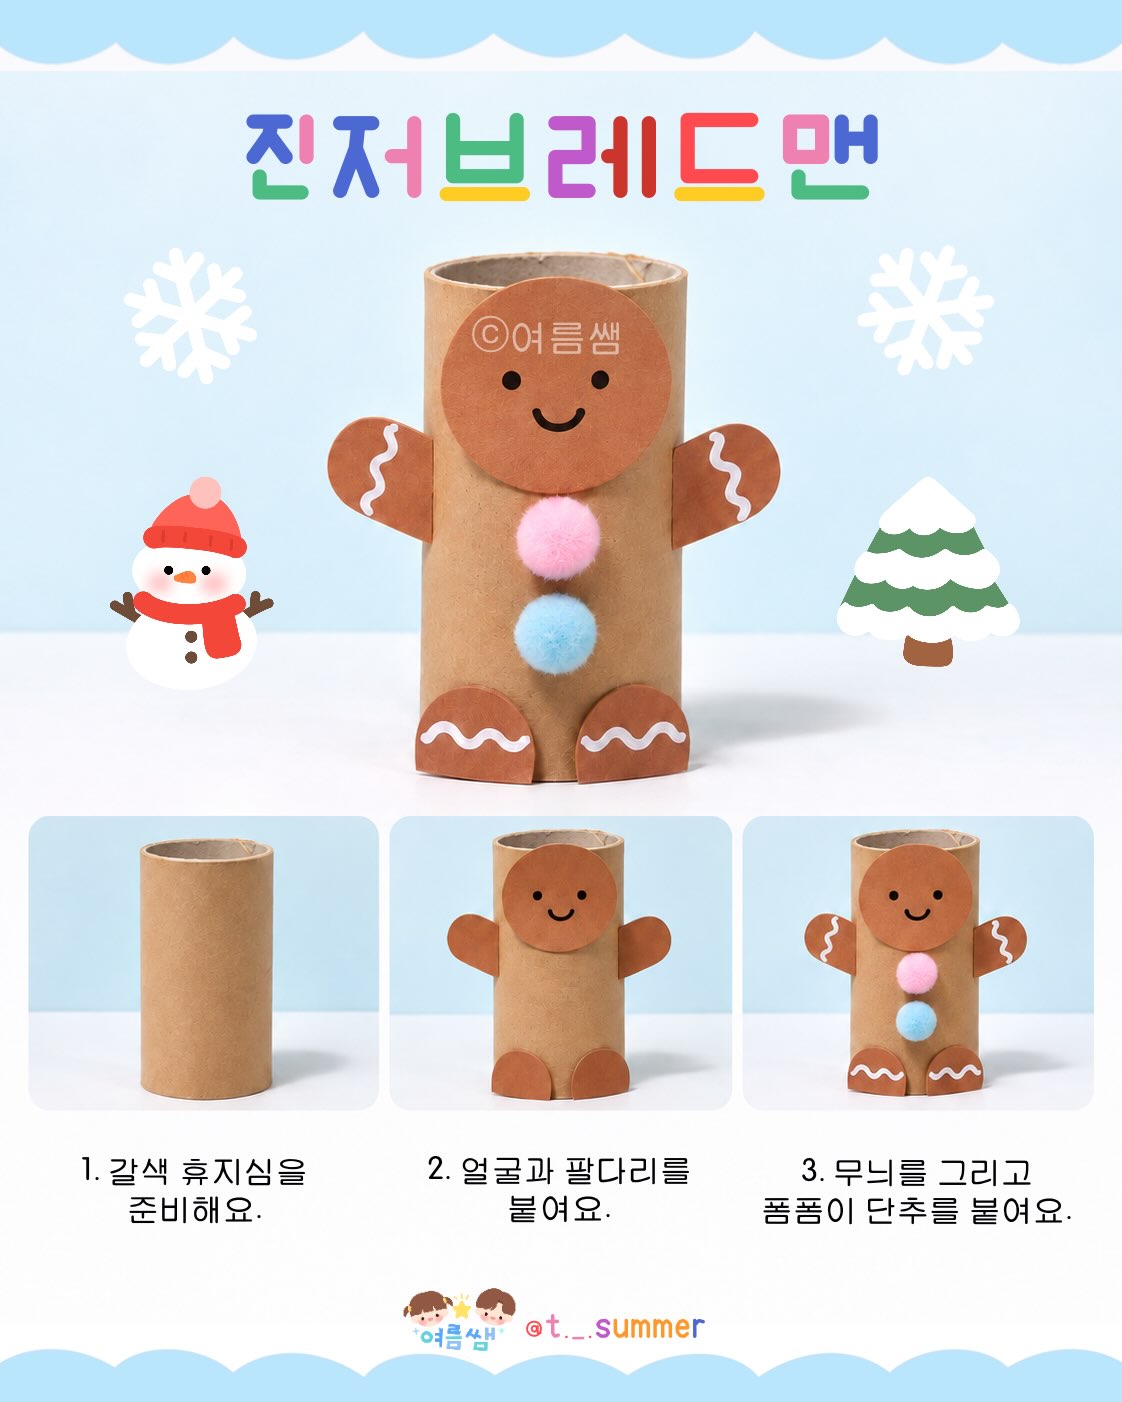 진저브레드맨
ⓒ여름쌤
1. 갈색 휴지심을
준비해요.
2. 얼굴과 팔다리를
붙여요.
3. 무늬를 그리고
폼폼이 단추를 붙여요.
여름쌤
@t._.summer